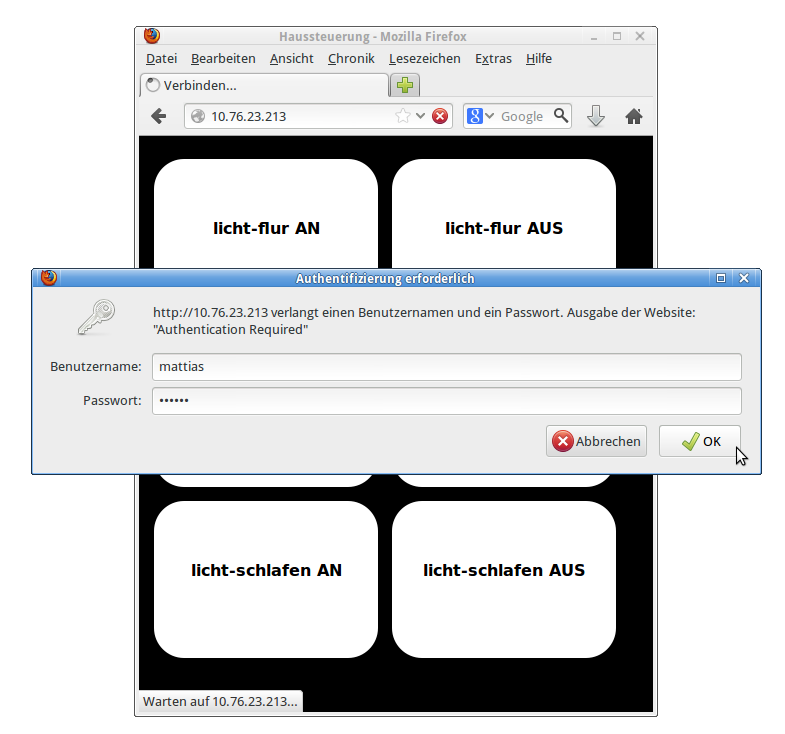 Haussteuerung - Mozilla Firefox
Datei Bearbeiten Ansicht Chronik Lesezeichen Extras Hilfe
Verbinden...
10.76.23.213 8 Google
licht-flur AN licht-flur AUS
Authentifizierung erforderlich
http://10.76.23.213 verlangt einen Benutzernamen und ein Passwort. Ausgabe der Website:
"Authentication Required"
Benutzername: mattias
Passwort: ••••••
Abbrechen OK
licht-schlafen AN licht-schlafen AUS
Warten auf 10.76.23.213...